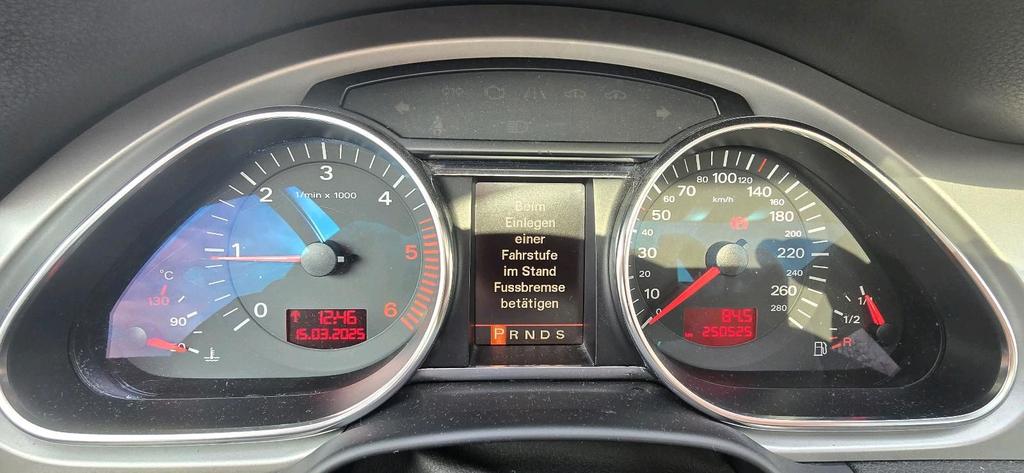 0
1
2
3
4
5
6
1/min x 1000
°C
130
90
12:46
15.03.2025
Beim
Einlegen
einer
Fahrstufe
im Stand
Fussbremse
betätigen
P R N D S
0
10
20
30
40
50
60
70
80
100
120
140
160
180
200
220
240
260
280
km/h
84.5
km 250525
1/1
1/2
R